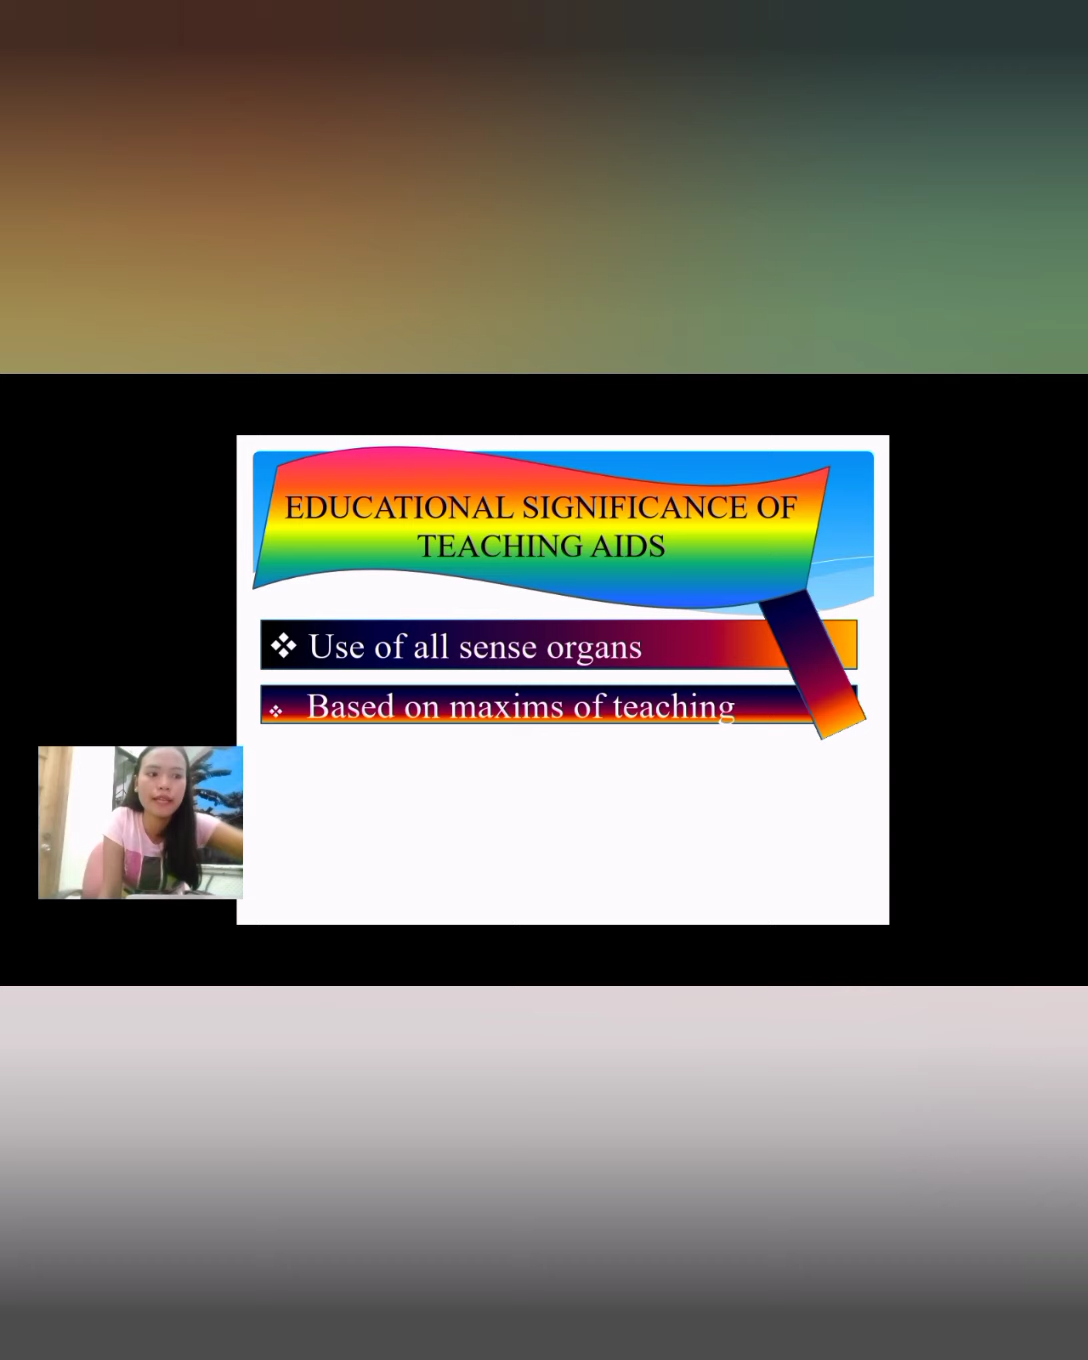 EDUCATIONAL SIGNIFICANCE OF
TEACHING AIDS
❖ Use of all sense organs
❖ Based on maxims of teaching